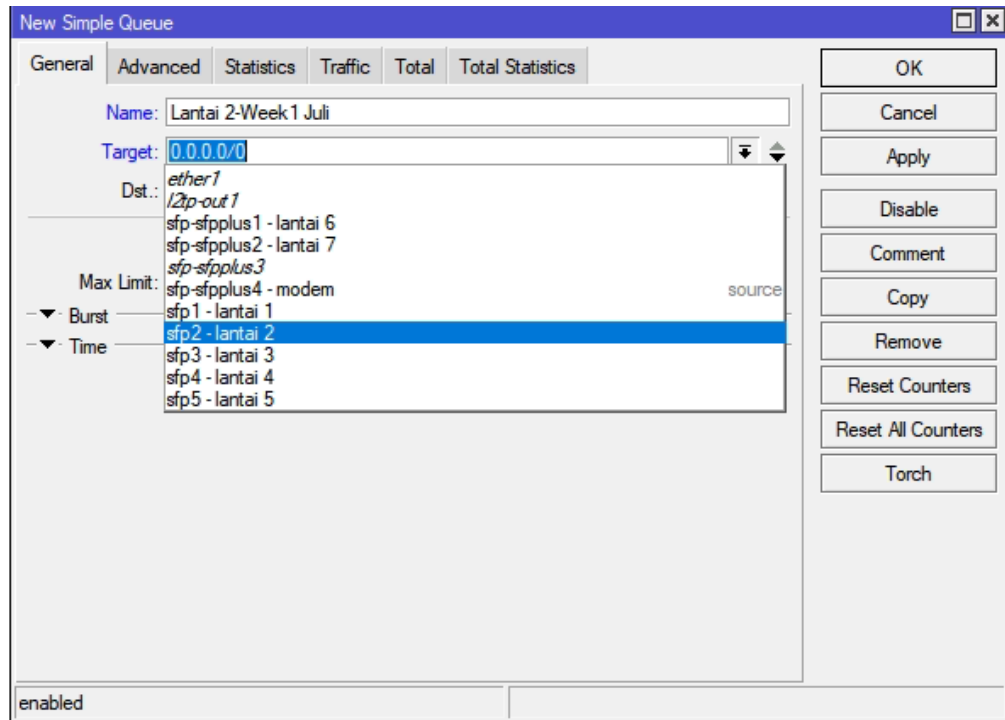 New Simple Queue
General Advanced Statistics Traffic Total Total Statistics
Name: Lantai 2-Week1 Juli
Target: 0.0.0.0/0
ether1
Dst.: l2tp-out1
sfp-sfpplus1 - lantai 6
sfp-sfpplus2 - lantai 7
sfp-sfpplus3
Max Limit: sfp-sfpplus4 - modem source
Burst sfp1 - lantai 1
sfp2 - lantai 2
Time sfp3 - lantai 3
sfp4 - lantai 4
sfp5 - lantai 5
OK
Cancel
Apply
Disable
Comment
Copy
Remove
Reset Counters
Reset All Counters
Torch
enabled